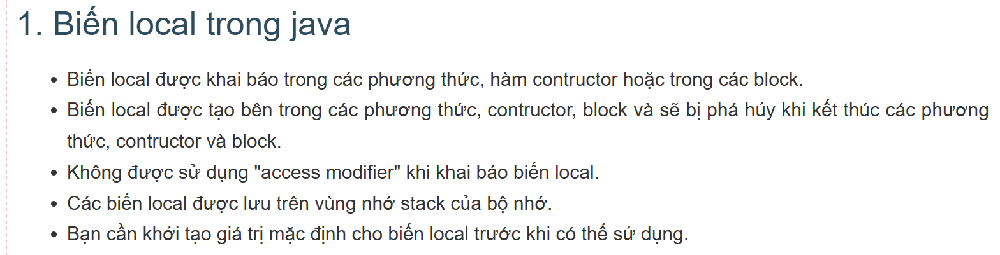 1. Biến local trong java
• Biến local được khai báo trong các phương thức, hàm contructor hoặc trong các block.
• Biến local được tạo bên trong các phương thức, contructor, block và sẽ bị phá hủy khi kết thúc các phương
thức, contructor và block.
• Không được sử dụng "access modifier" khi khai báo biến local.
• Các biến local được lưu trên vùng nhớ stack của bộ nhớ.
• Bạn cần khởi tạo giá trị mặc định cho biến local trước khi có thể sử dụng.